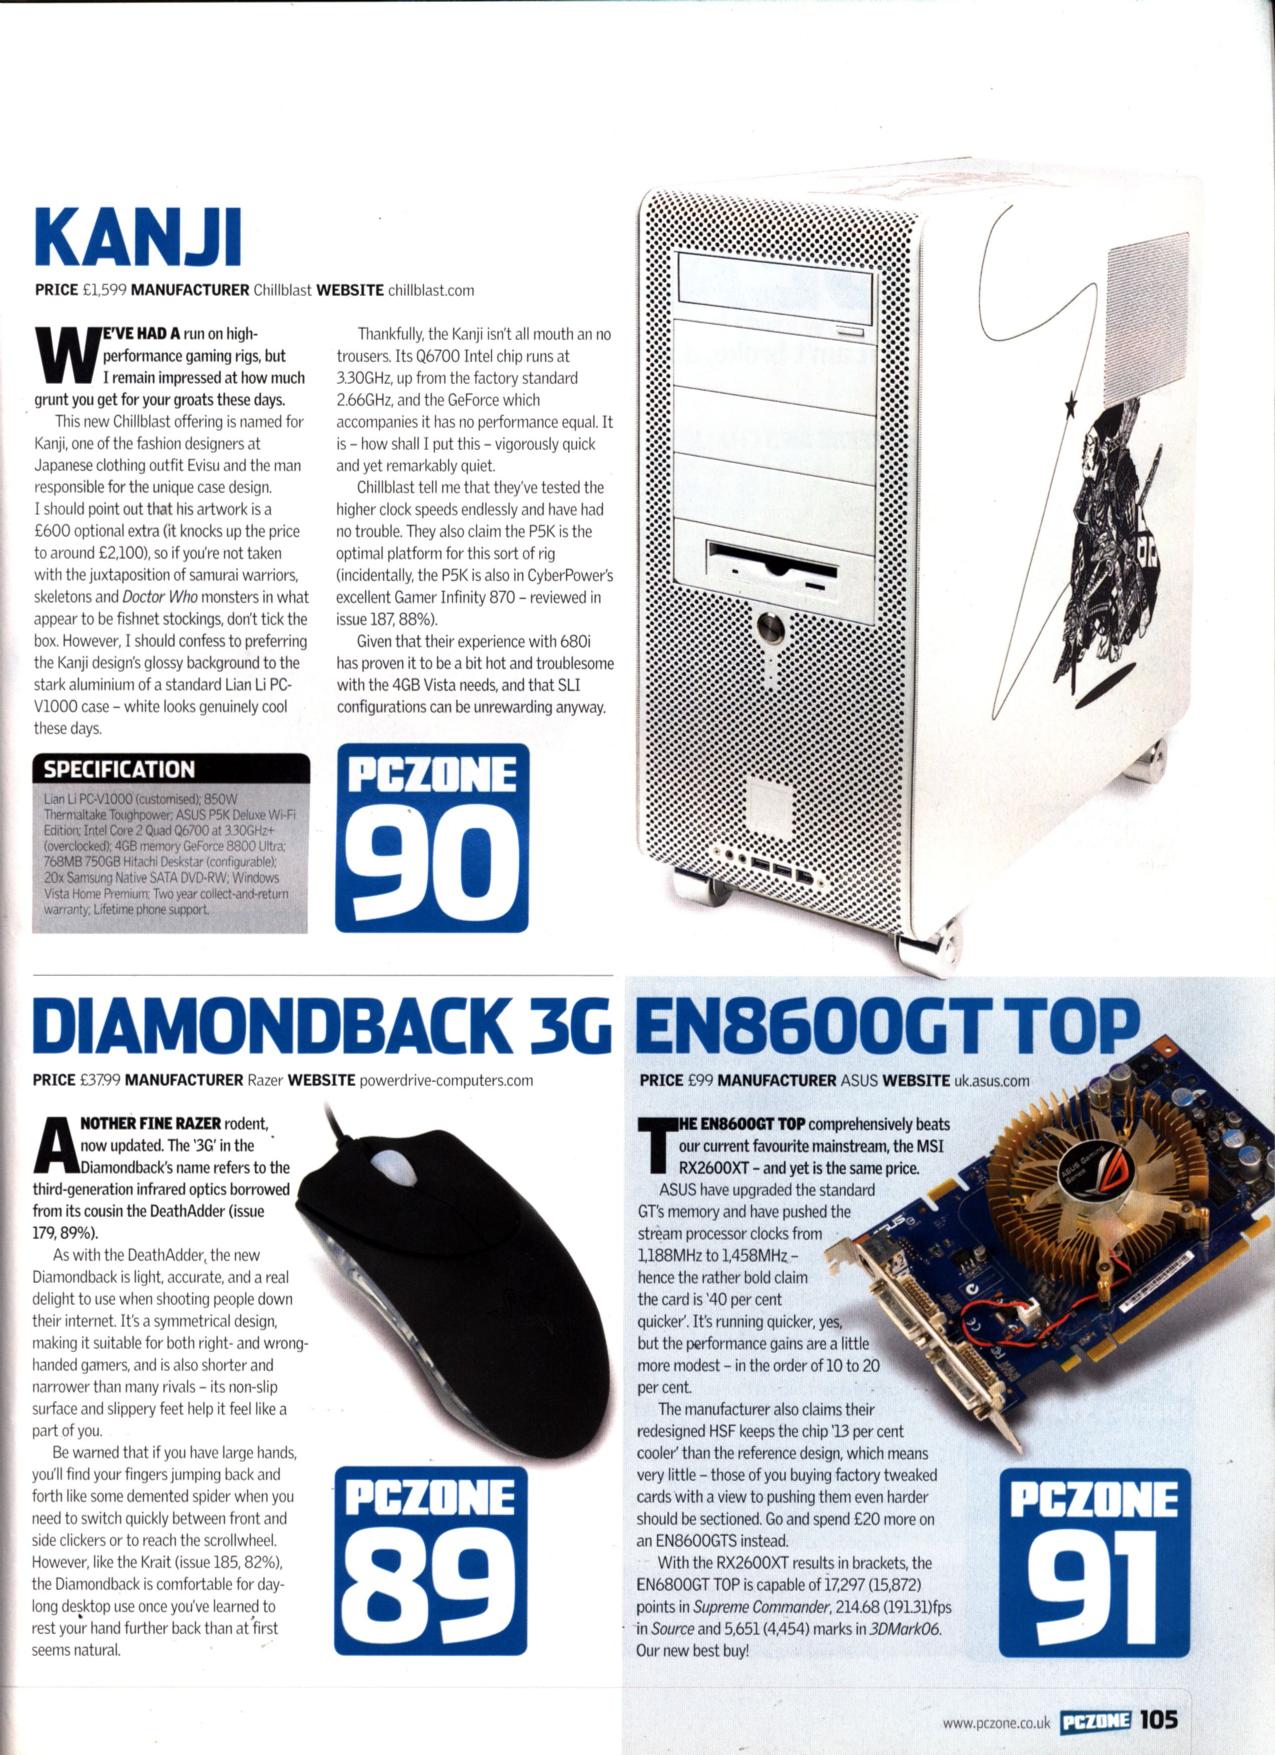 KANJI
PRICE £1,599 MANUFACTURER Chillblast WEBSITE chillblast.com
WE'VE HAD A run on high-
performance gaming rigs, but
I remain impressed at how much
grunt you get for your groats these days.
This new Chillblast offering is named for
Kanji, one of the fashion designers at
Japanese clothing outfit Evisu and the man
responsible for the unique case design.
I should point out that his artwork is a
£600 optional extra (it knocks up the price
to around £2,100), so if you're not taken
with the juxtaposition of samurai warriors,
skeletons and Doctor Who monsters in what
appear to be fishnet stockings, don't tick the
box. However, I should confess to preferring
the Kanji design's glossy background to the
stark aluminium of a standard Lian Li PC-
V1000 case – white looks genuinely cool
these days.
Thankfully, the Kanji isn't all mouth an no
trousers. Its Q6700 Intel chip runs at
3.30GHz, up from the factory standard
2.66GHz, and the GeForce which
accompanies it has no performance equal. It
is – how shall I put this – vigorously quick
and yet remarkably quiet.
Chillblast tell me that they've tested the
higher clock speeds endlessly and have had
no trouble. They also claim the P5K is the
optimal platform for this sort of rig
(incidentally, the P5K is also in CyberPower's
excellent Gamer Infinity 870 – reviewed in
issue 187, 88%).
Given that their experience with 680i
has proven it to be a bit hot and troublesome
with the 4GB Vista needs, and that SLI
configurations can be unrewarding anyway.
SPECIFICATION
Lian Li PC-V1000 (customised); 850W
Thermaltake Toughpower; ASUS P5K Deluxe Wi-Fi
Edition; Intel Core 2 Quad Q6700 at 3.30GHz+
(overclocked); 4GB memory GeForce 8800 Ultra;
768MB 750GB Hitachi Deskstar (configurable);
20x Samsung Native SATA DVD-RW; Windows
Vista Home Premium; Two year collect-and-return
warranty; Lifetime phone support.
PCZONE
90
DIAMONDBACK 3G
PRICE £37.99 MANUFACTURER Razer WEBSITE powerdrive-computers.com
ANOTHER FINE RAZER rodent,
now updated. The '3G' in the
Diamondback's name refers to the
third-generation infrared optics borrowed
from its cousin the DeathAdder (issue
179, 89%).
As with the DeathAdder, the new
Diamondback is light, accurate, and a real
delight to use when shooting people down
their internet. It's a symmetrical design,
making it suitable for both right- and wrong-
handed gamers, and is also shorter and
narrower than many rivals – its non-slip
surface and slippery feet help it feel like a
part of you.
Be warned that if you have large hands,
you'll find your fingers jumping back and
forth like some demented spider when you
need to switch quickly between front and
side clickers or to reach the scrollwheel.
However, like the Krait (issue 185, 82%),
the Diamondback is comfortable for day-
long desktop use once you've learned to
rest your hand further back than at first
seems natural.
PCZONE
89
EN8600GT TOP
PRICE £99 MANUFACTURER ASUS WEBSITE uk.asus.com
THE EN8600GT TOP comprehensively beats
our current favourite mainstream, the MSI
RX2600XT – and yet is the same price.
ASUS have upgraded the standard
GT's memory and have pushed the
stream processor clocks from
1,188MHz to 1,458MHz –
hence the rather bold claim
the card is '40 per cent
quicker'. It's running quicker, yes,
but the performance gains are a little
more modest – in the order of 10 to 20
per cent.
The manufacturer also claims their
redesigned HSF keeps the chip '13 per cent
cooler' than the reference design, which means
very little – those of you buying factory tweaked
cards with a view to pushing them even harder
should be sectioned. Go and spend £20 more on
an EN8600GTS instead.
With the RX2600XT results in brackets, the
EN6800GT TOP is capable of 17,297 (15,872)
points in Supreme Commander, 214.68 (191.31)fps
in Source and 5,651 (4,454) marks in 3DMark06.
Our new best buy!
ASUS Gaming
Series
PCZONE
91
www.pczone.co.uk PCZONE 105